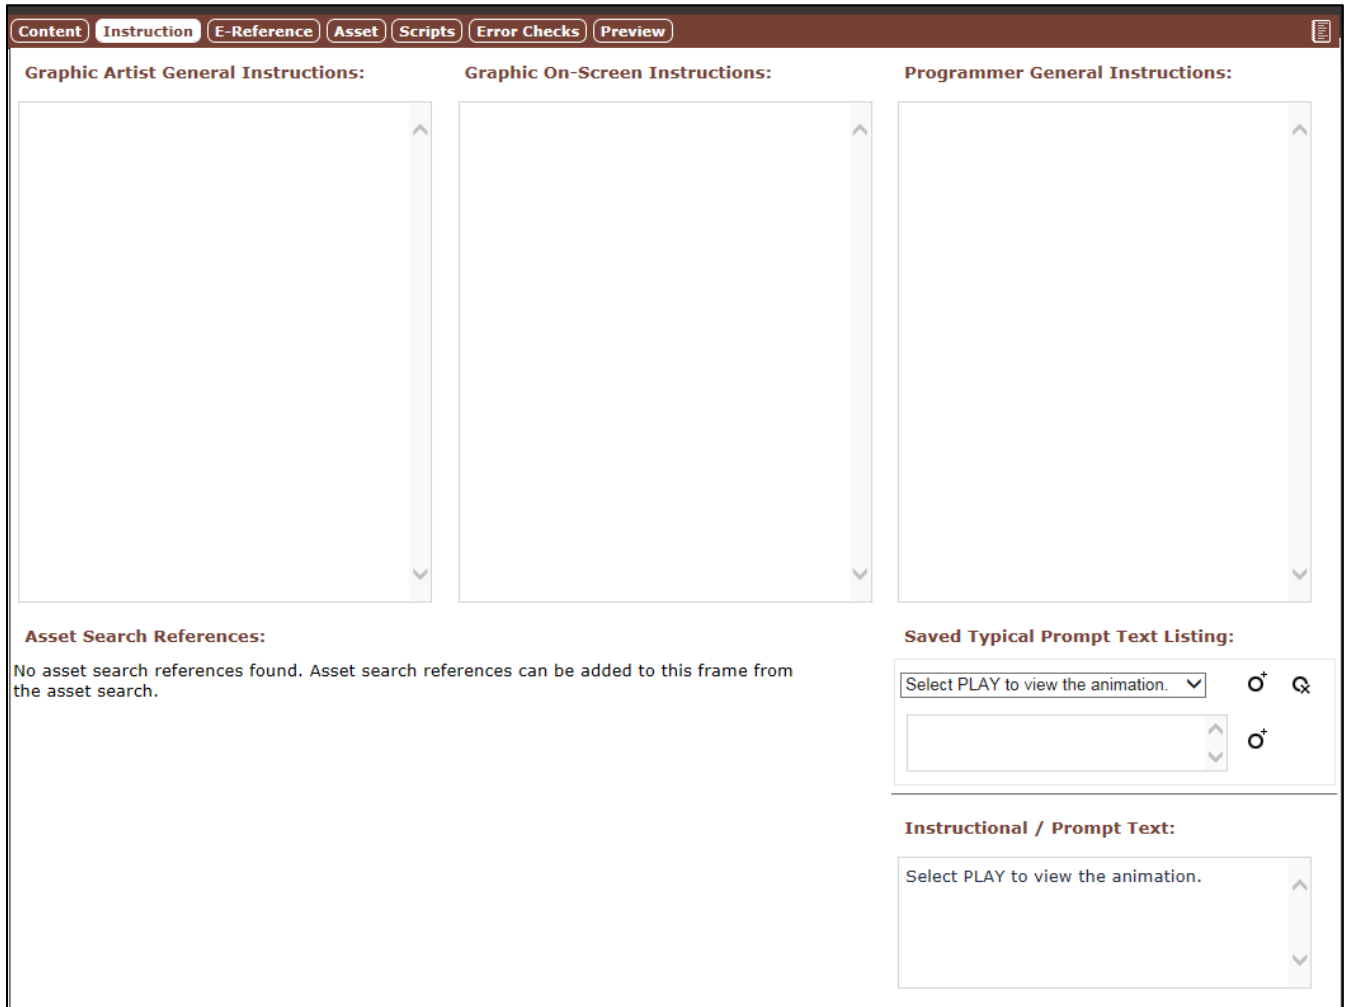 Content Instruction E-Reference Asset Scripts Error Checks Preview
Graphic Artist General Instructions: Graphic On-Screen Instructions: Programmer General Instructions:
Asset Search References:
No asset search references found. Asset search references can be added to this frame from
the asset search.
Saved Typical Prompt Text Listing:
Select PLAY to view the animation.
Instructional / Prompt Text:
Select PLAY to view the animation.